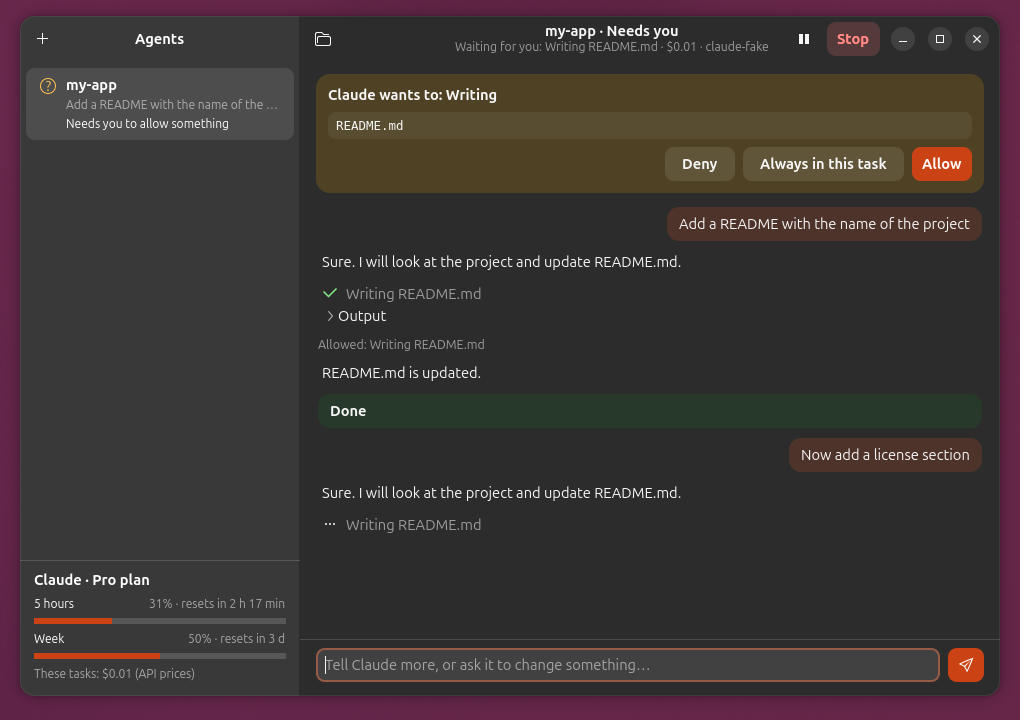 Agents
my-app
Add a README with the name of the …
Needs you to allow something
Claude · Pro plan
5 hours
31% · resets in 2 h 17 min
Week
50% · resets in 3 d
These tasks: $0.01 (API prices)
my-app · Needs you
Waiting for you: Writing README.md · $0.01 · claude-fake
Stop
Claude wants to: Writing
README.md
Deny
Always in this task
Allow
Add a README with the name of the project
Sure. I will look at the project and update README.md.
Writing README.md
Output
Allowed: Writing README.md
README.md is updated.
Done
Now add a license section
Sure. I will look at the project and update README.md.
Writing README.md
Tell Claude more, or ask it to change something…